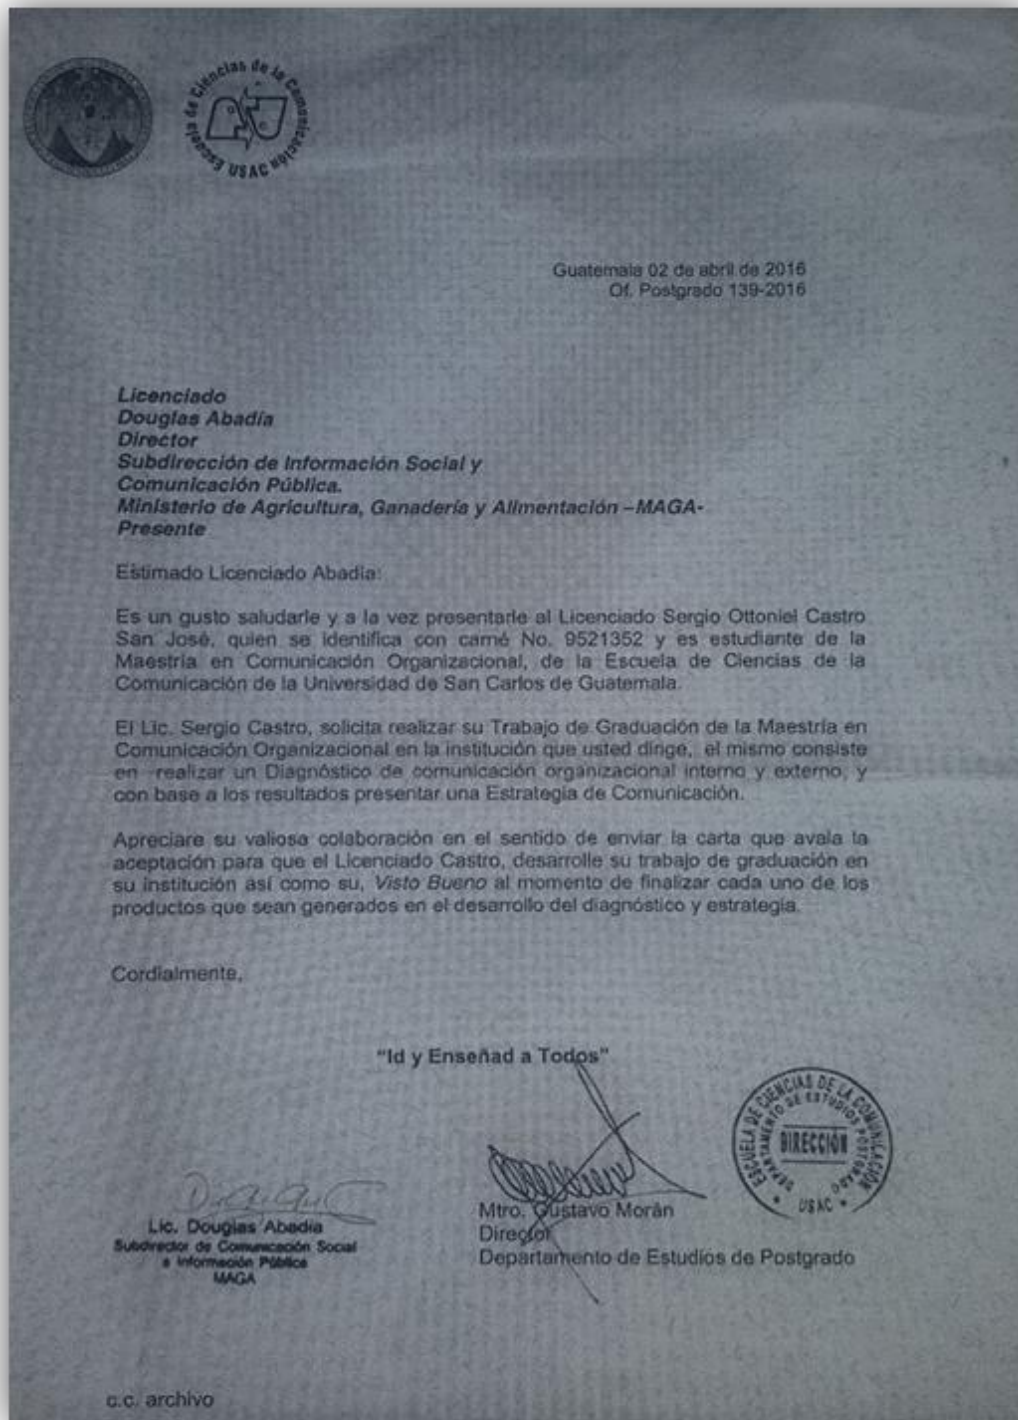 Escuela de Ciencias de la Comunicación
USAC
Guatemala 02 de abril de 2016
Of. Postgrado 139-2016
Licenciado
Douglas Abadía
Director
Subdirección de Información Social y
Comunicación Pública.
Ministerio de Agricultura, Ganadería y Alimentación –MAGA-
Presente
Estimado Licenciado Abadía:
Es un gusto saludarle y a la vez presentarle al Licenciado Sergio Ottoniel Castro
San José, quien se identifica con carné No. 9521352 y es estudiante de la
Maestría en Comunicación Organizacional, de la Escuela de Ciencias de la
Comunicación de la Universidad de San Carlos de Guatemala.
El Lic. Sergio Castro, solicita realizar su Trabajo de Graduación de la Maestría en
Comunicación Organizacional en la institución que usted dirige, el mismo consiste
en realizar un Diagnóstico de comunicación organizacional interno y externo, y
con base a los resultados presentar una Estrategia de Comunicación.
Apreciare su valiosa colaboración en el sentido de enviar la carta que avala la
aceptación para que el Licenciado Castro, desarrolle su trabajo de graduación en
su institución así como su, Visto Bueno al momento de finalizar cada uno de los
productos que sean generados en el desarrollo del diagnóstico y estrategia.
Cordialmente,
"Id y Enseñad a Todos"
ESCUELA DE CIENCIAS DE LA COMUNICACIÓN
DEPARTAMENTO DE ESTUDIOS POSTGRADO
DIRECCIÓN
USAC
Lic. Douglas Abadia
Subdirector de Comunicación Social
e Información Pública
MAGA
Mtro. Gustavo Morán
Director
Departamento de Estudios de Postgrado
c.c. archivo